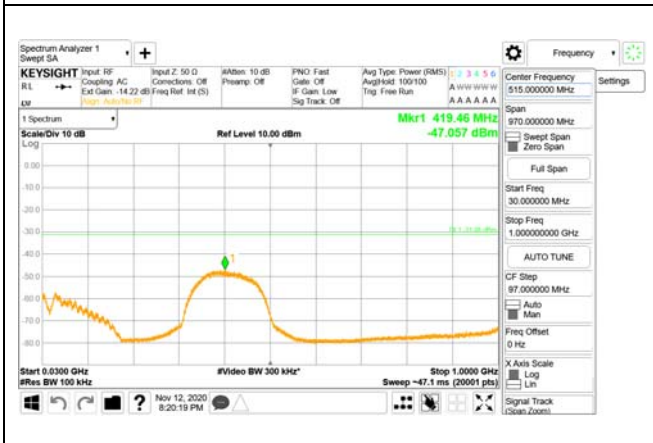 Spectrum Analyzer 1
Swept SA
+
Frequency
KEYSIGHT
RL
Input: RF
Coupling: AC
Ext Gain: -14.22 dB
Align: Auto/No RF
Input Z: 50 Ω
Corrections: Off
Freq Ref: Int (S)
#Atten: 10 dB
Preamp: Off
PNO: Fast
Gate: Off
IF Gain: Low
Sig Track: Off
Avg Type: Power (RMS)
Avg|Hold: 100/100
Trig: Free Run
1 2 3 4 5 6
A W W W W W
A A A A A A
1 Spectrum
Scale/Div 10 dB
Log
Ref Level 10.00 dBm
Mkr1 419.46 MHz
-47.057 dBm
0.00
-10.0
-20.0
-30.0
-40.0
-50.0
-60.0
-70.0
-80.0
1
Start 0.0300 GHz
#Res BW 100 kHz
#Video BW 300 kHz*
Stop 1.0000 GHz
Sweep ~47.1 ms (20001 pts)
Nov 12, 2020
8:20:19 PM
?
Center Frequency
515.000000 MHz
Settings
Span
970.000000 MHz
Swept Span
Zero Span
Full Span
Start Freq
30.000000 MHz
Stop Freq
1.000000000 GHz
AUTO TUNE
CF Step
97.000000 MHz
Auto
Man
Freq Offset
0 Hz
X Axis Scale
Log
Lin
Signal Track
(Span Zoom)